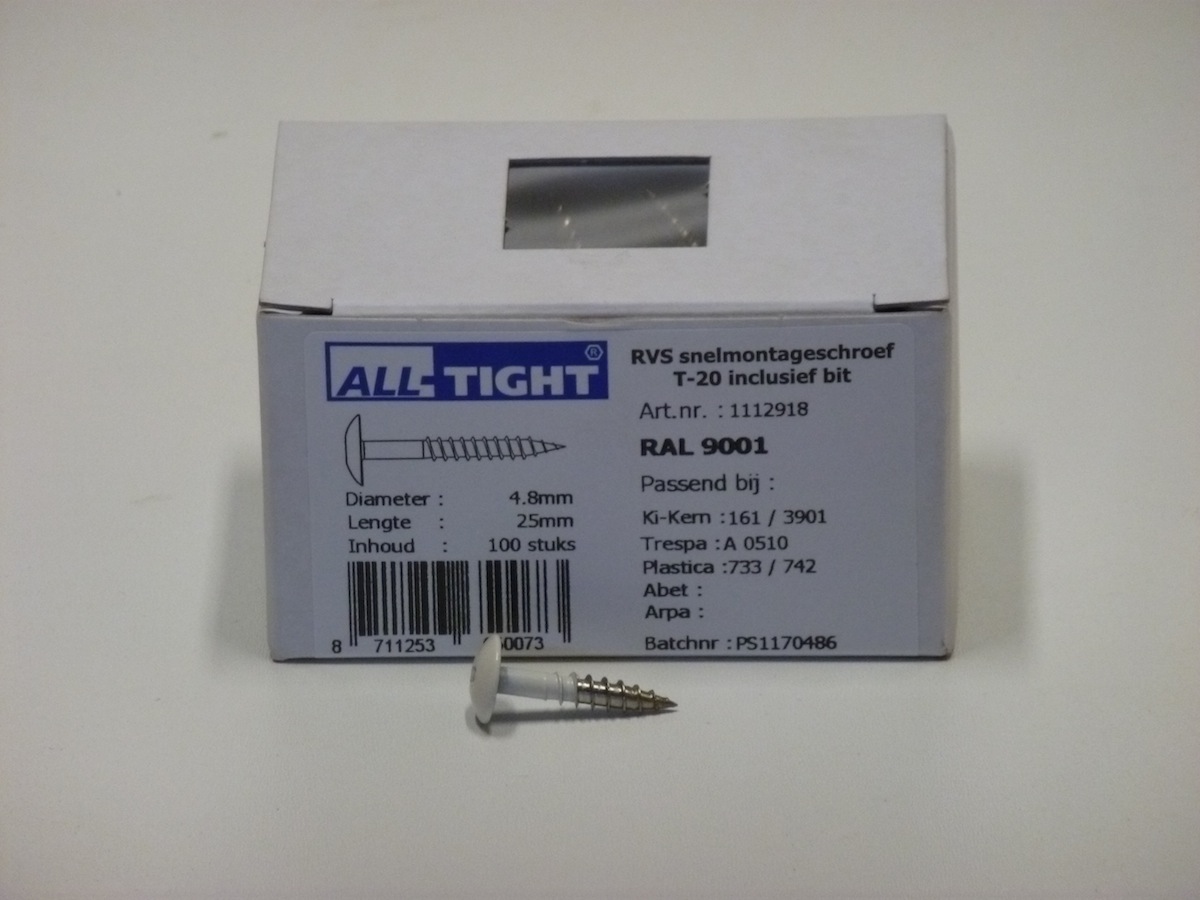 ALL-TIGHT ®
RVS snelmontageschroef
T-20 inclusief bit
Art.nr. : 1112918
RAL 9001
Passend bij :
Ki-Kern : 161 / 3901
Trespa : A 0510
Plastica : 733 / 742
Abet :
Arpa :
Batchnr : PS1170486
Diameter : 4.8mm
Lengte : 25mm
Inhoud : 100 stuks
8 711253